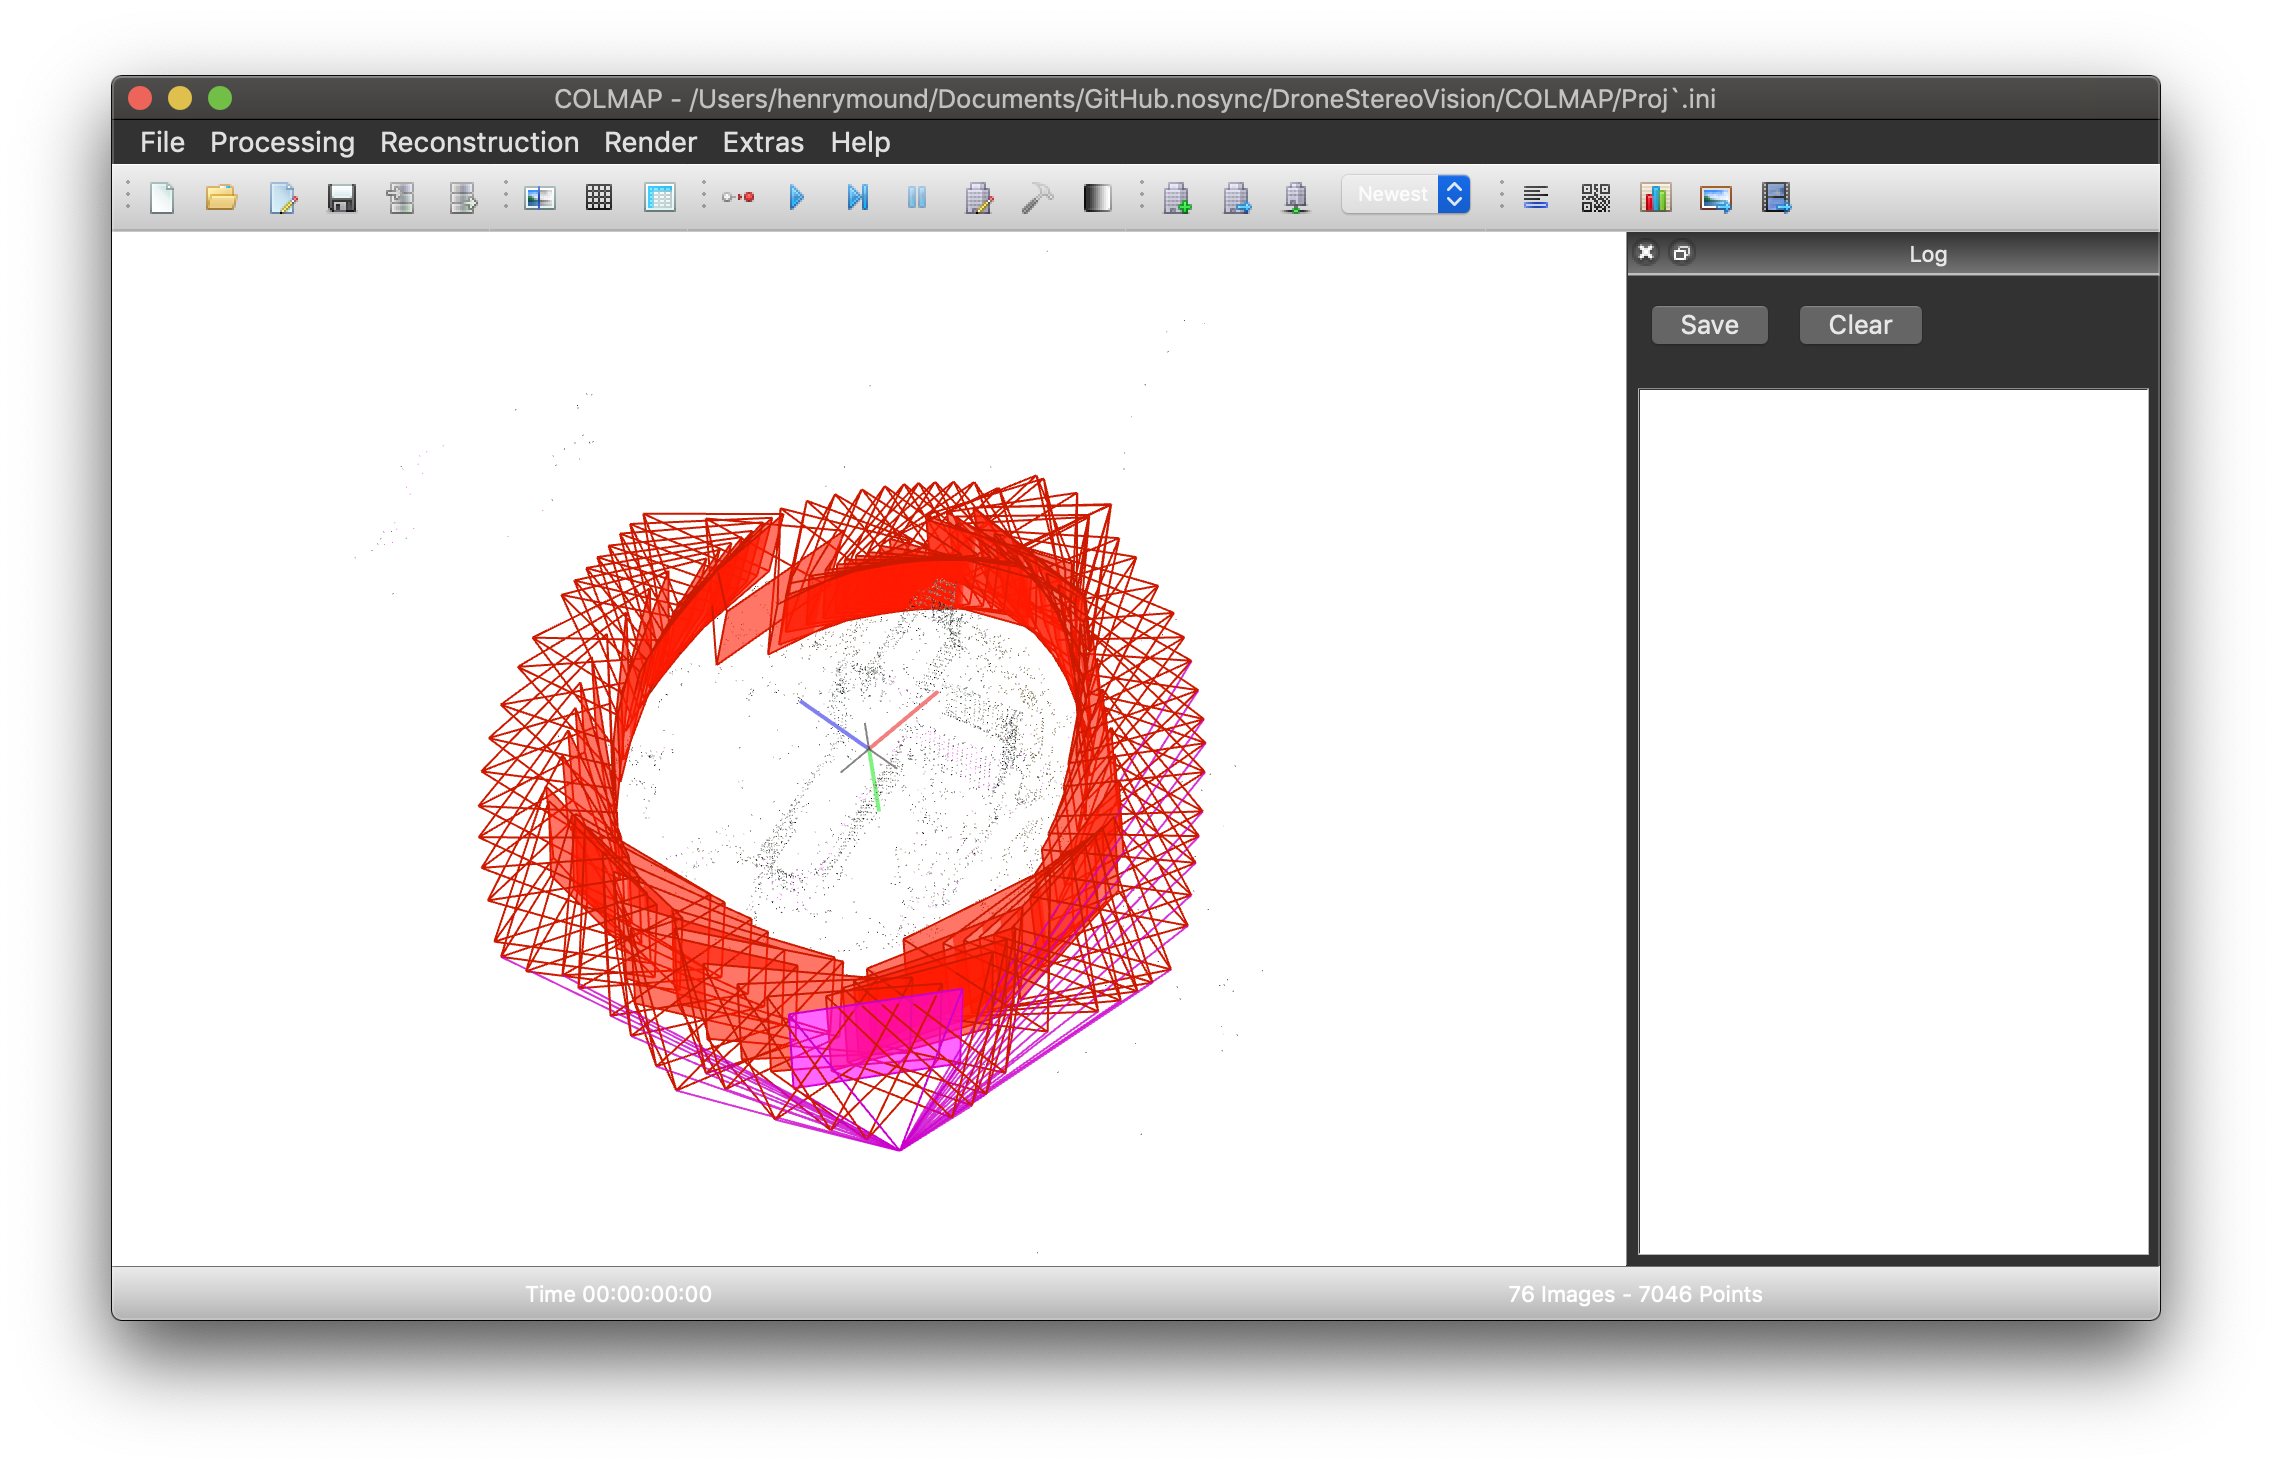 COLMAP - /Users/henrymound/Documents/GitHub.nosync/DroneStereoVision/COLMAP/Proj`.ini
File Processing Reconstruction Render Extras Help
Newest
Log
Save Clear
Time 00:00:00:00 76 Images - 7046 Points